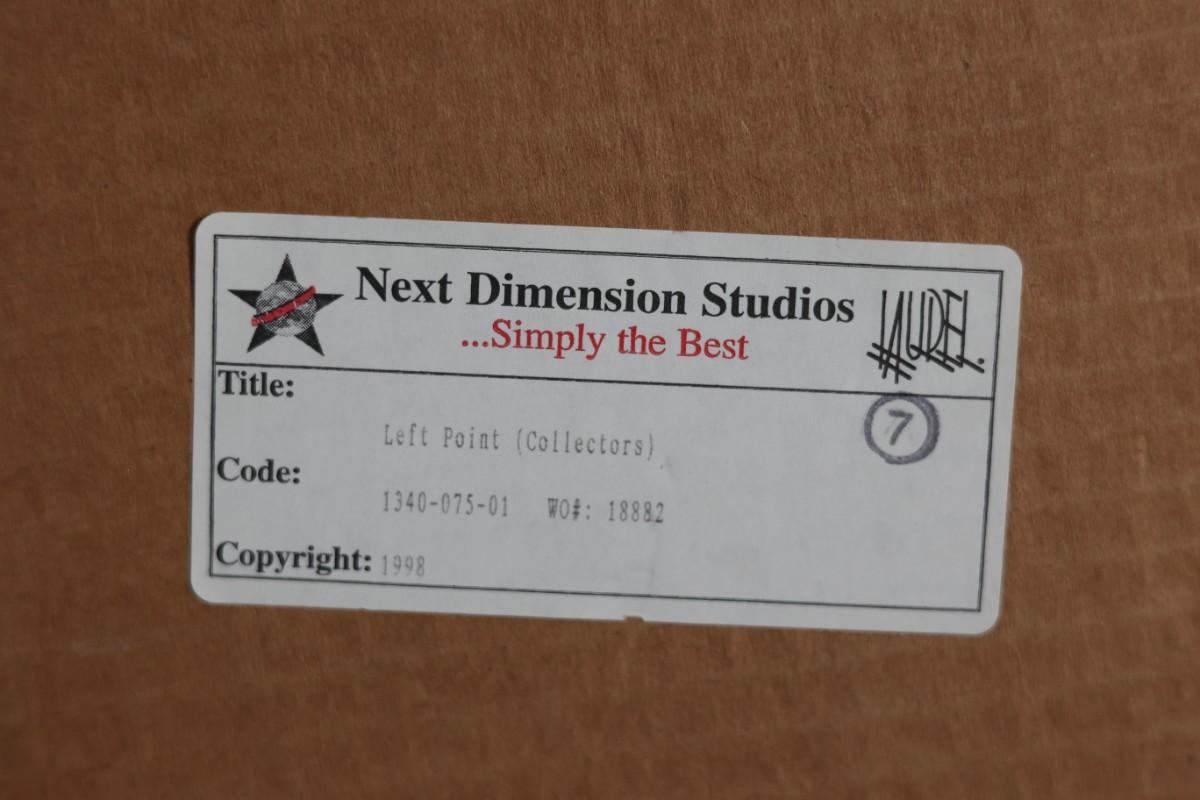 Next Dimension Studios
...Simply the Best
Title:
7
Left Point (Collectors)
Code:
1340-075-01 WO#: 18882
Copyright: 1998